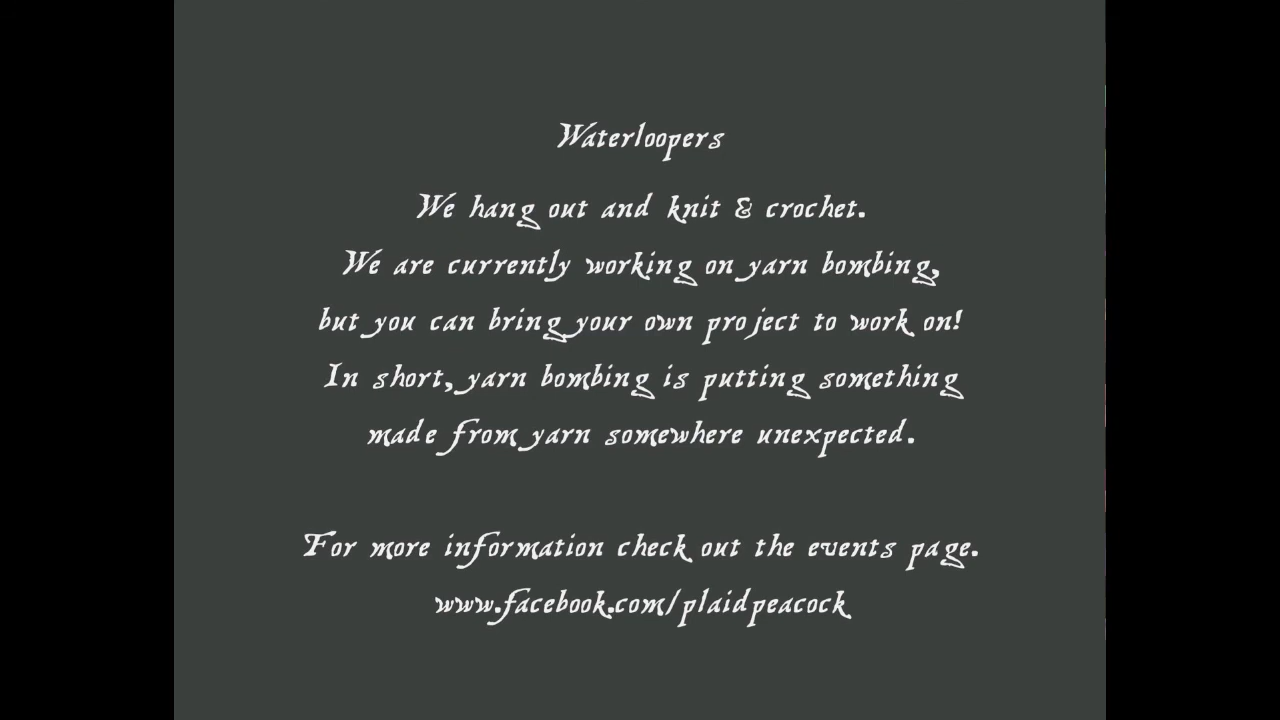 Waterloopers
We hang out and knit & crochet.
We are currently working on yarn bombing,
but you can bring your own project to work on!
In short, yarn bombing is putting something
made from yarn somewhere unexpected.
For more information check out the events page.
www.facebook.com/plaidpeacock